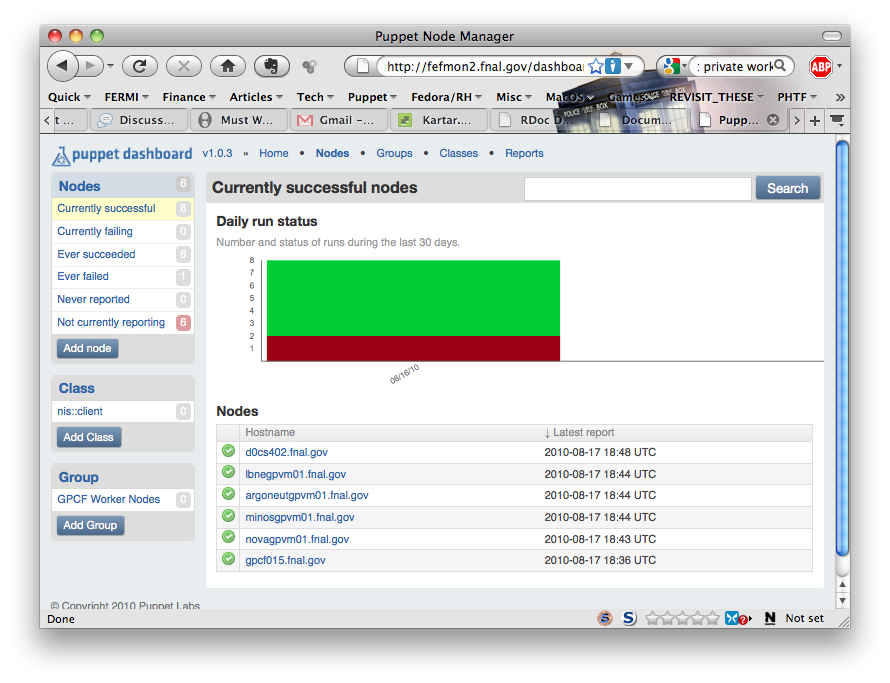 Puppet Node Manager
http://fefmon2.fnal.gov/dashboa
private work
ABP
Quick FERMI Finance Articles Tech Puppet Fedora/RH Misc MacOS Games REVISIT_THESE PHTF »
t ... Discuss... Must W... Gmail –... Kartar.... RDoc D Docum... Pupp...
POLICE BOX
puppet dashboard v1.0.3 » Home • Nodes • Groups • Classes • Reports
Nodes 6
Currently successful 6
Currently failing 0
Ever succeeded 6
Ever failed 1
Never reported 0
Not currently reporting 6
Add node
Class
nis::client 0
Add Class
Group
GPCF Worker Nodes 0
Add Group
Currently successful nodes
Search
Daily run status
Number and status of runs during the last 30 days.
8
7
6
5
4
3
2
1
08/16/10
Nodes
Hostname ↓ Latest report
d0cs402.fnal.gov 2010-08-17 18:48 UTC
lbnegpvm01.fnal.gov 2010-08-17 18:44 UTC
argoneutgpvm01.fnal.gov 2010-08-17 18:44 UTC
minosgpvm01.fnal.gov 2010-08-17 18:44 UTC
novagpvm01.fnal.gov 2010-08-17 18:43 UTC
gpcf015.fnal.gov 2010-08-17 18:36 UTC
© Copyright 2010 Puppet Labs
Done
S S N Not set